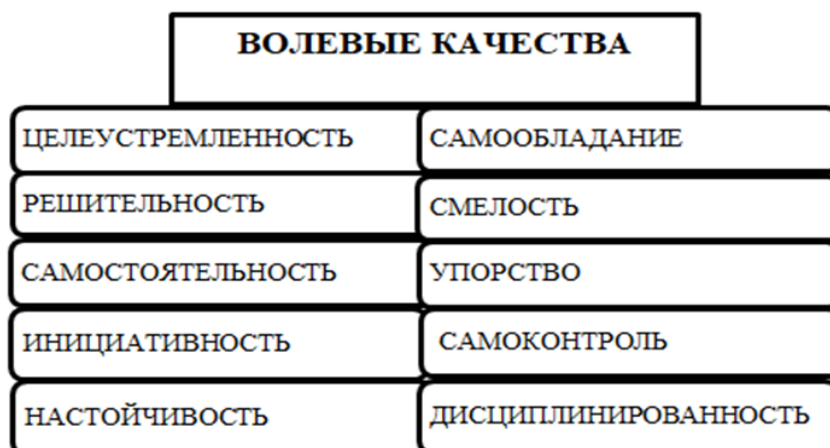 ВОЛЕВЫЕ КАЧЕСТВА
ЦЕЛЕУСТРЕМЛЕННОСТЬ
САМООБЛАДАНИЕ
РЕШИТЕЛЬНОСТЬ
СМЕЛОСТЬ
САМОСТОЯТЕЛЬНОСТЬ
УПОРСТВО
ИНИЦИАТИВНОСТЬ
САМОКОНТРОЛЬ
НАСТОЙЧИВОСТЬ
ДИСЦИПЛИНИРОВАННОСТЬ